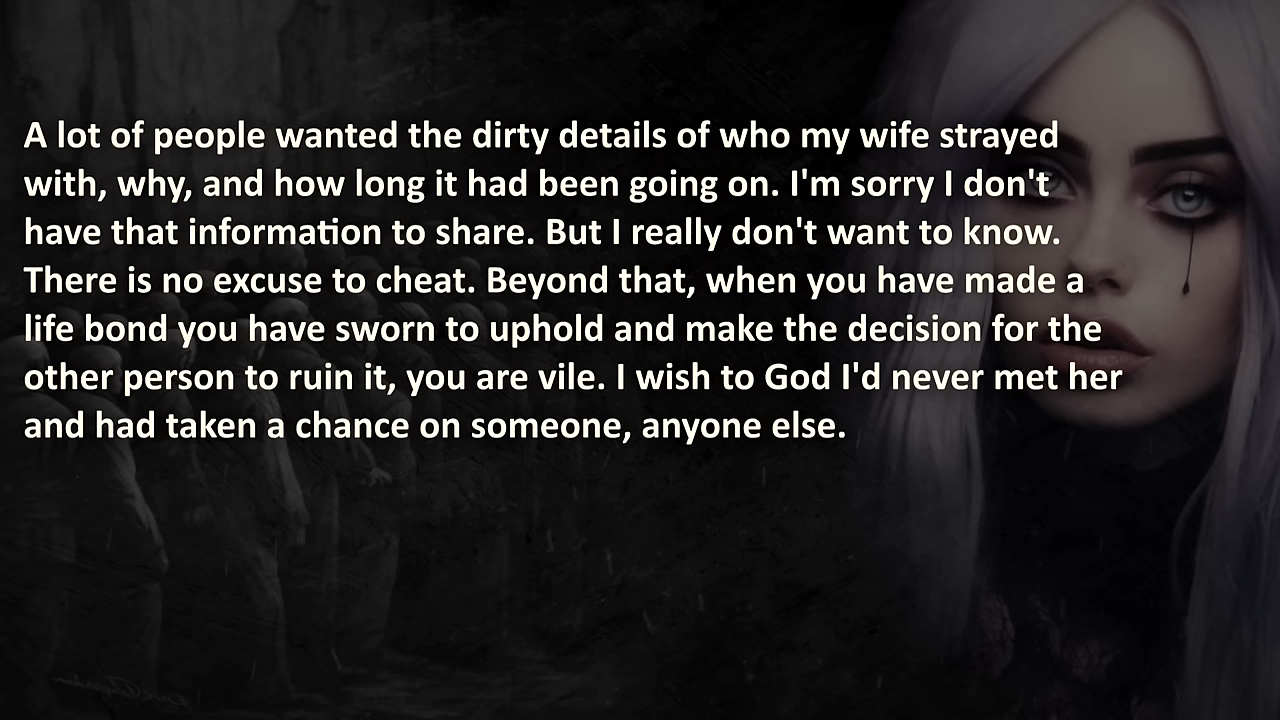 A lot of people wanted the dirty details of who my wife strayed
with, why, and how long it had been going on. I'm sorry I don't
have that information to share. But I really don't want to know.
There is no excuse to cheat. Beyond that, when you have made a
life bond you have sworn to uphold and make the decision for the
other person to ruin it, you are vile. I wish to God I'd never met her
and had taken a chance on someone, anyone else.